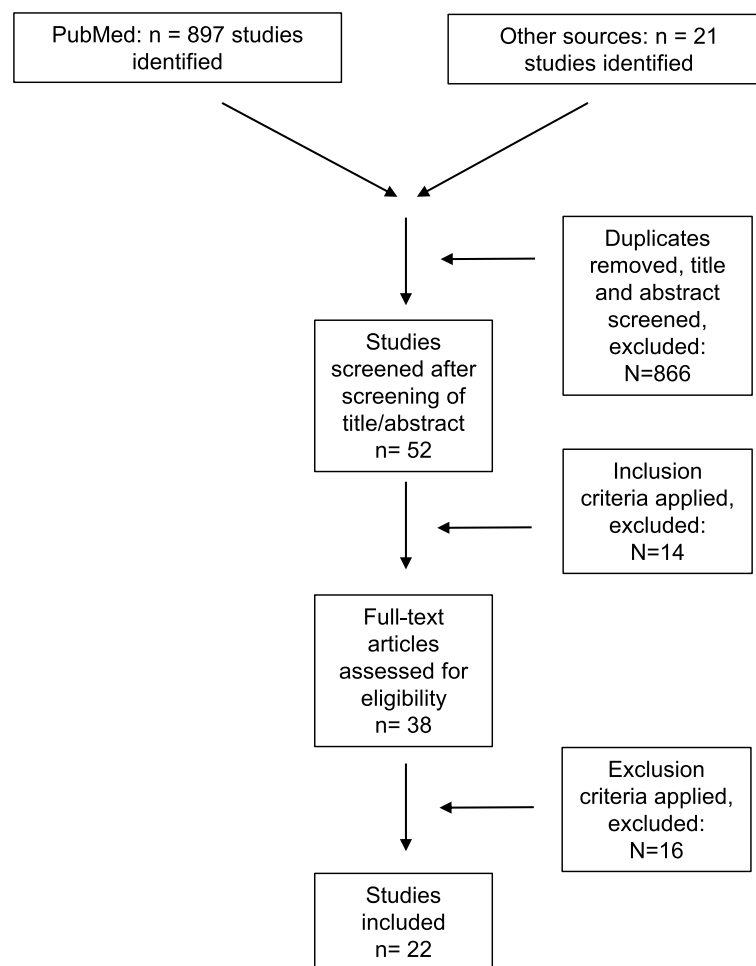 PubMed: n = 897 studies
identified
Other sources: n = 21
studies identified
Duplicates
removed, title
and abstract
screened,
excluded:
N=866
Studies
screened after
screening of
title/abstract
n= 52
Inclusion
criteria applied,
excluded:
N=14
Full-text
articles
assessed for
eligibility
n= 38
Exclusion
criteria applied,
excluded:
N=16
Studies
included
n= 22